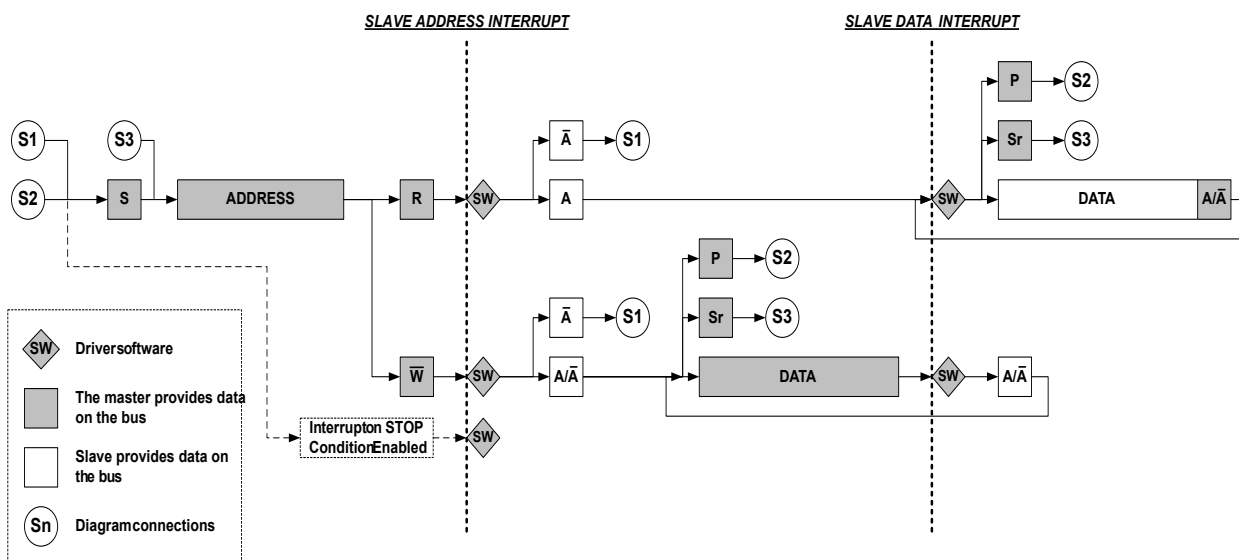 SLAVE ADDRESS INTERRUPT
SLAVE DATA INTERRUPT
P
S2
S1
S3
A̅
S1
Sr
S3
S2
S
ADDRESS
R
SW
A
SW
DATA
A/A̅
P
S2
A̅
S1
Sr
S3
W̅
SW
A/A̅
DATA
SW
A/A̅
Interrupton STOP
ConditionEnabled
SW
SW
Driversoftware
The master provides data
on the bus
Slave provides data on
the bus
Sn
Diagramconnections